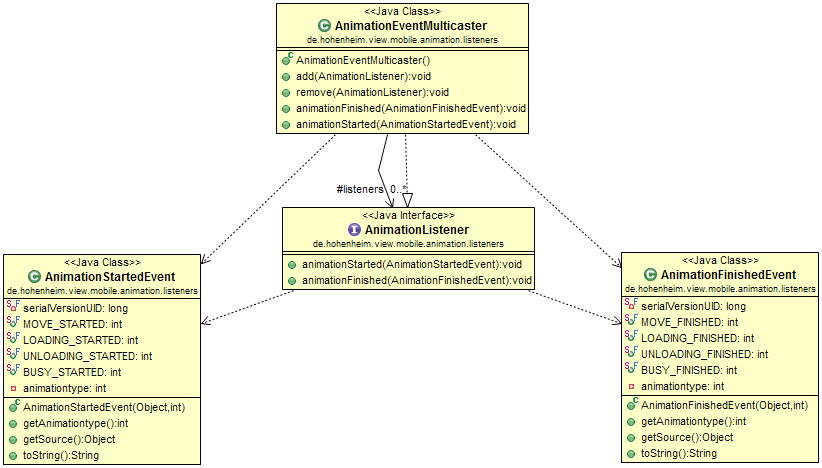 <<Java Class>>
AnimationEventMulticaster
de.hohenheim.view.mobile.animation.listeners
AnimationEventMulticaster()
add(AnimationListener):void
remove(AnimationListener):void
animationFinished(AnimationFinishedEvent):void
animationStarted(AnimationStartedEvent):void
#listeners 0..*
<<Java Interface>>
AnimationListener
de.hohenheim.view.mobile.animation.listeners
animationStarted(AnimationStartedEvent):void
animationFinished(AnimationFinishedEvent):void
<<Java Class>>
AnimationStartedEvent
de.hohenheim.view.mobile.animation.listeners
serialVersionUID: long
MOVE_STARTED: int
LOADING_STARTED: int
UNLOADING_STARTED: int
BUSY_STARTED: int
animationtype: int
AnimationStartedEvent(Object,int)
getAnimationtype():int
getSource():Object
toString():String
<<Java Class>>
AnimationFinishedEvent
de.hohenheim.view.mobile.animation.listeners
serialVersionUID: long
MOVE_FINISHED: int
LOADING_FINISHED: int
UNLOADING_FINISHED: int
BUSY_FINISHED: int
animationtype: int
AnimationFinishedEvent(Object,int)
getAnimationtype():int
getSource():Object
toString():String